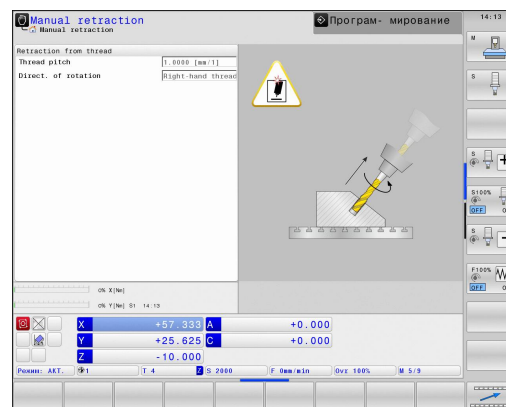 Manual retraction
Manual retraction
Програм- мирование
14:13
Retraction from thread
Thread pitch 1.0000 [mm/1]
Direct. of rotation Right-hand thread
M
S
S
S100%
OFF
S
F100%
OFF
0% X[Nm]
0% Y[Nm] S1 14:13
X +57.333 A +0.000
Y +25.625 C +0.000
Z -10.000
Режим: АКТ. 1 T 4 Z S 2000 F 0mm/min Ovr 100% M 5/9